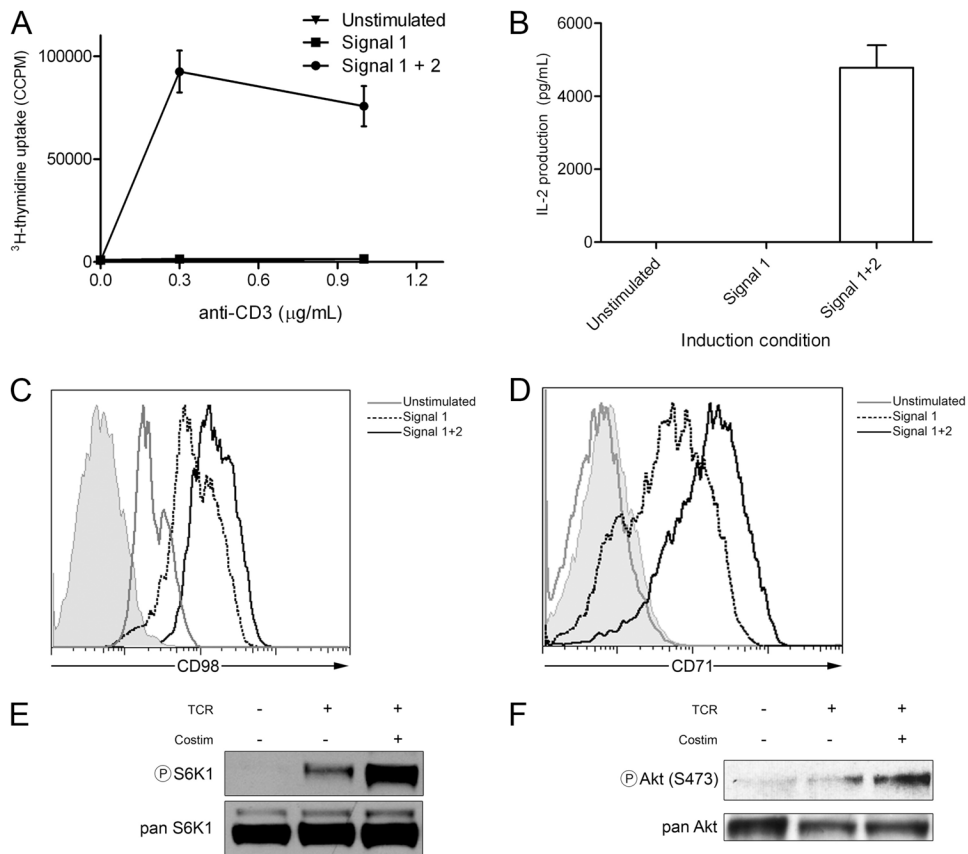 A
Unstimulated
Signal 1
Signal 1 + 2
³H-thymidine uptake (CCPM)
100000
50000
0
0.0 0.3 0.6 0.9 1.2
anti-CD3 (μg/mL)
B
IL-2 production (pg/mL)
6000
4000
2000
0
Unstimulated
Signal 1
Signal 1+2
Induction condition
C
Unstimulated
Signal 1
Signal 1+2
CD98
D
Unstimulated
Signal 1
Signal 1+2
CD71
E
TCR - + +
Costim - - +
Ⓟ S6K1
pan S6K1
F
TCR - + +
Costim - - +
Ⓟ Akt (S473)
pan Akt